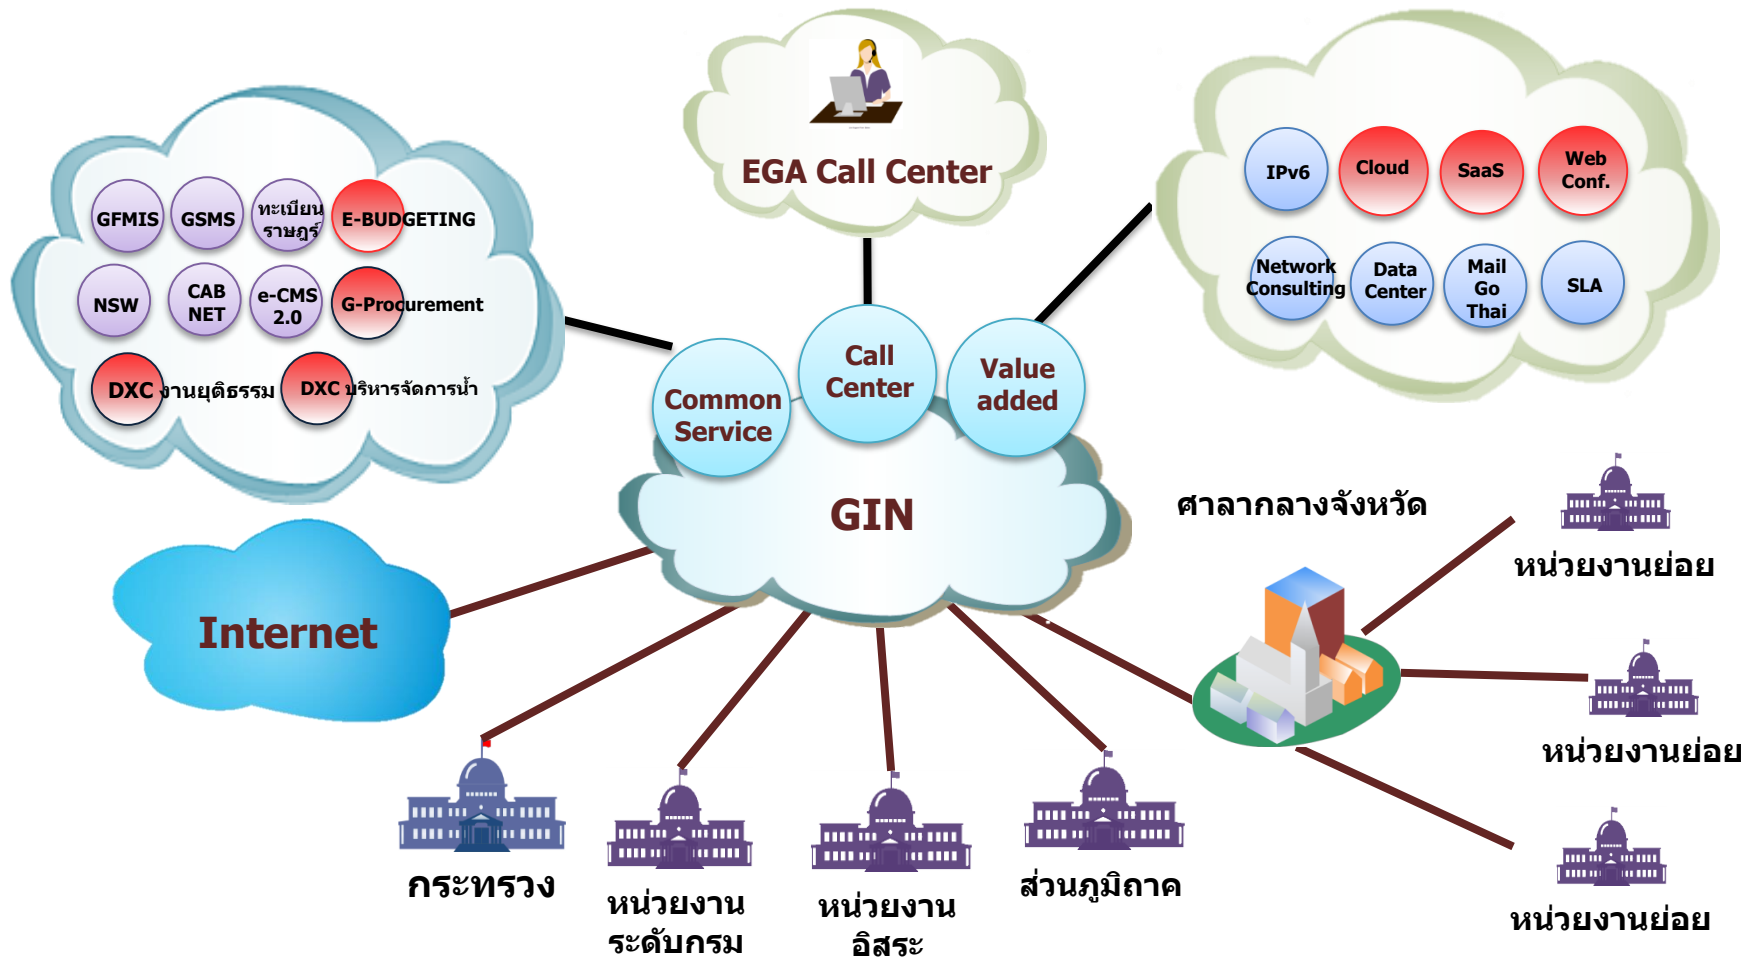 EGA Call Center
GFMIS
GSMS
ทะเบียน
ราษฎร์
E-BUDGETING
NSW
CAB
NET
e-CMS
2.0
G-Procurement
DXC งานยุติธรรม
DXC บริหารจัดการน้ำ
IPv6
Cloud
SaaS
Web
Conf.
Network
Consulting
Data
Center
Mail
Go
Thai
SLA
Common
Service
Call
Center
Value
added
GIN
Internet
ศาลากลางจังหวัด
หน่วยงานย่อย
หน่วยงานย่อย
หน่วยงานย่อย
กระทรวง
หน่วยงาน
ระดับกรม
หน่วยงาน
อิสระ
ส่วนภูมิถาค